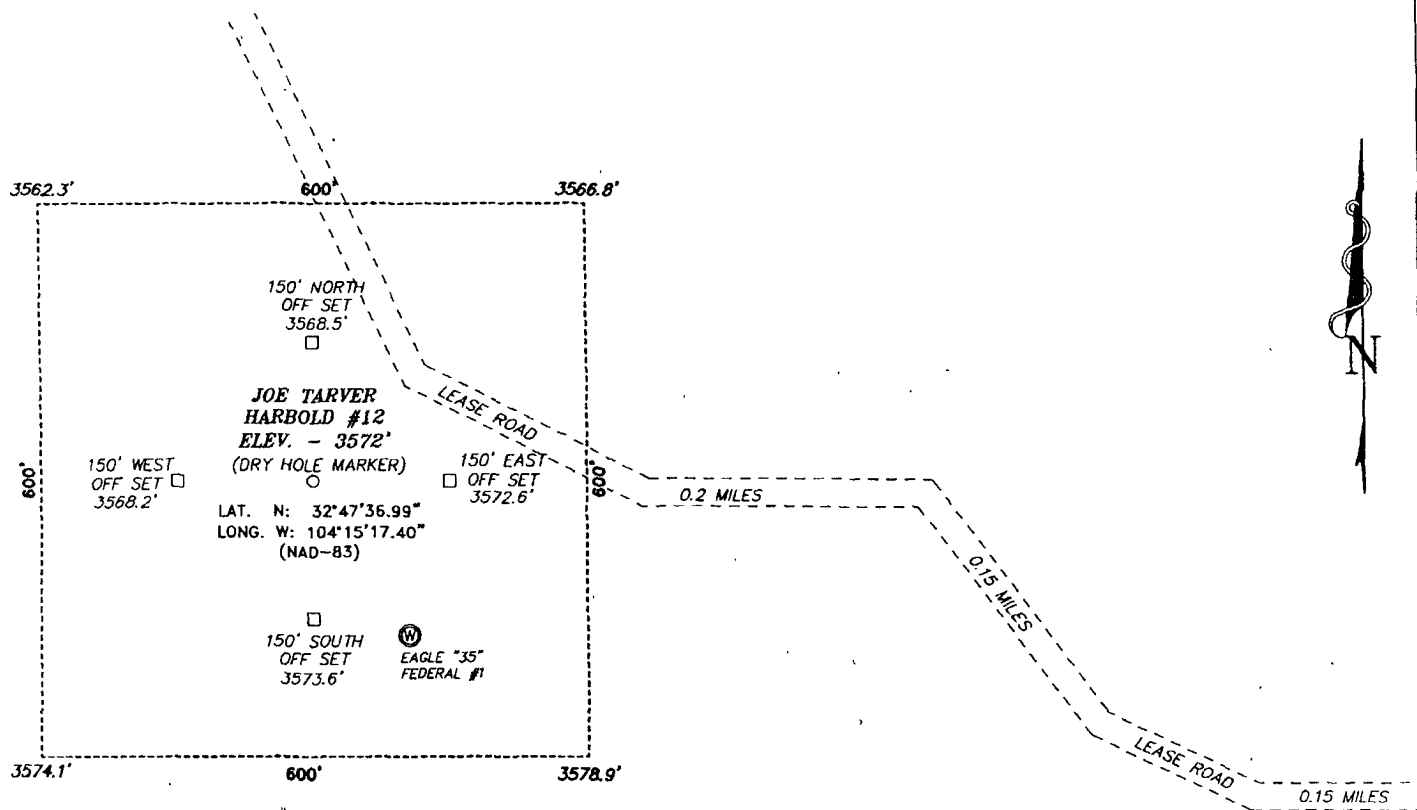 3562.3'
600'
3566.8'
150' NORTH
OFF SET
3568.5'
JOE TARVER
HARBOLD #12
ELEV. - 3572'
(DRY HOLE MARKER)
LEASE ROAD
600'
150' WEST
OFF SET
3568.2'
150' EAST
OFF SET
3572.6'
600'
LAT. N: 32°47'36.99"
LONG. W: 104°15'17.40"
(NAD-83)
0.2 MILES
0.15 MILES
N
150' SOUTH
OFF SET
3573.6'
W
EAGLE "35"
FEDERAL #1
3574.1'
600'
3578.9'
LEASE ROAD
0.15 MILES